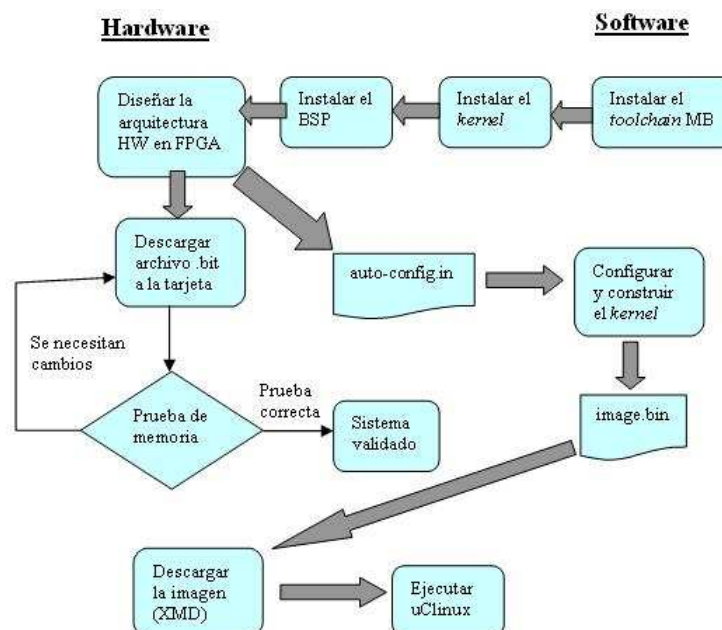 Hardware
Software
Diseñar la
arquitectura
HW en FPGA
Instalar el
BSP
Instalar el
kernel
Instalar el
toolchain MB
Descargar
archivo .bit
a la tarjeta
auto-config.in
Configurar
y construir
el kernel
Se necesitan
cambios
Prueba de
memoria
Prueba
correcta
Sistema
validado
image.bin
Descargar
la imagen
(XMD)
Ejecutar
uClinux